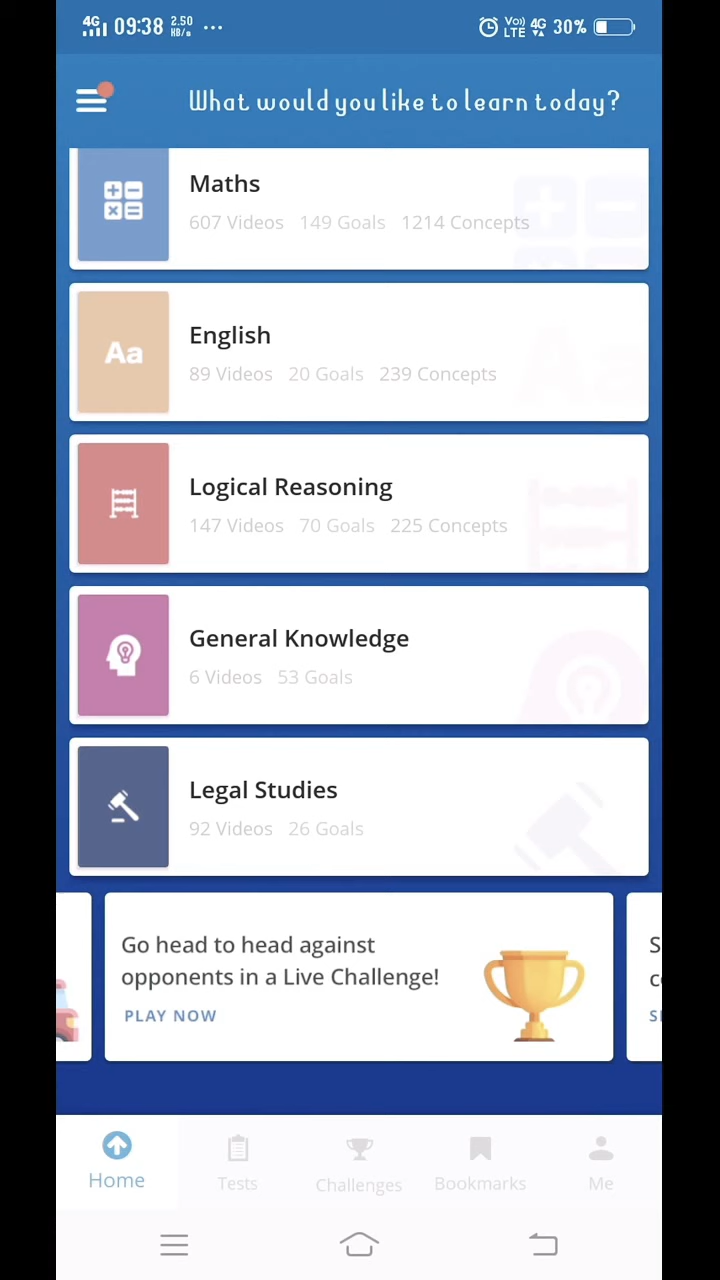 4G 09:38 2.50 KB/s ... Vo) LTE 4G 30%
What would you like to learn today?
Maths
607 Videos 149 Goals 1214 Concepts
Aa
English
89 Videos 20 Goals 239 Concepts
Logical Reasoning
147 Videos 70 Goals 225 Concepts
General Knowledge
6 Videos 53 Goals
Legal Studies
92 Videos 26 Goals
Go head to head against
opponents in a Live Challenge!
PLAY NOW
Home Tests Challenges Bookmarks Me